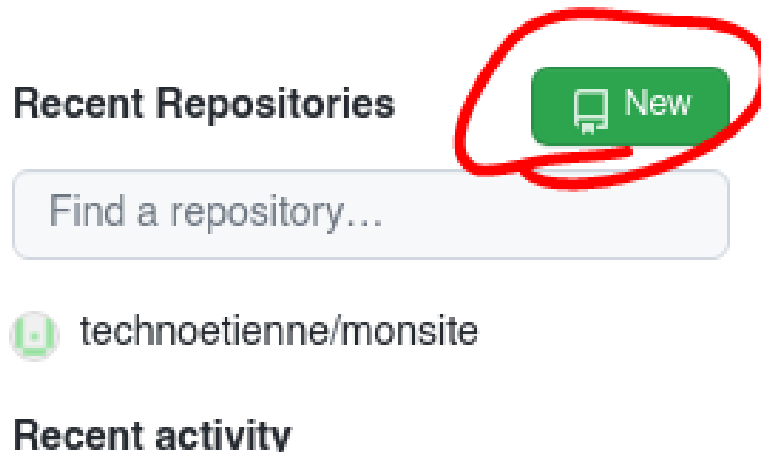 Recent Repositories
New
Find a repository...
technoetienne/monsite
Recent activity